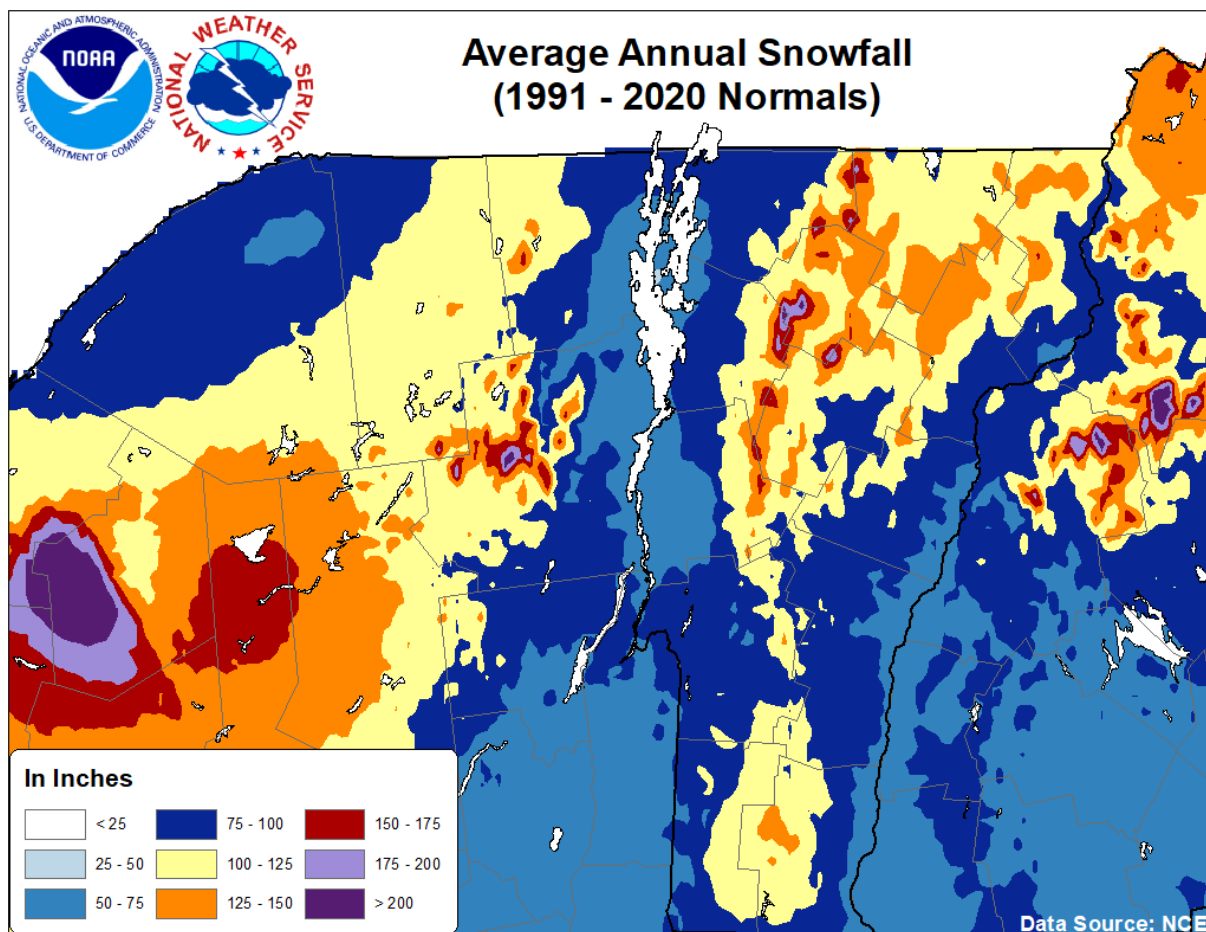 NATIONAL OCEANIC AND ATMOSPHERIC ADMINISTRATION
NOAA
U.S. DEPARTMENT OF COMMERCE
NATIONAL WEATHER SERVICE
Average Annual Snowfall
(1991 - 2020 Normals)
In Inches
< 25
75 - 100
150 - 175
25 - 50
100 - 125
175 - 200
50 - 75
125 - 150
> 200
Data Source: NCE